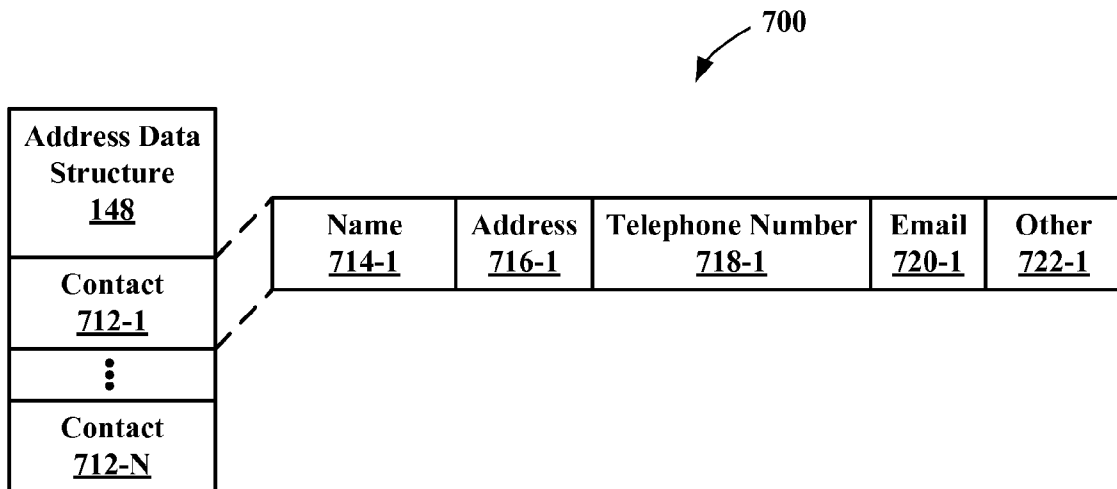 700
Address Data
Structure
148
Contact
712-1
Contact
712-N
Name
714-1
Address
716-1
Telephone Number
718-1
Email
720-1
Other
722-1